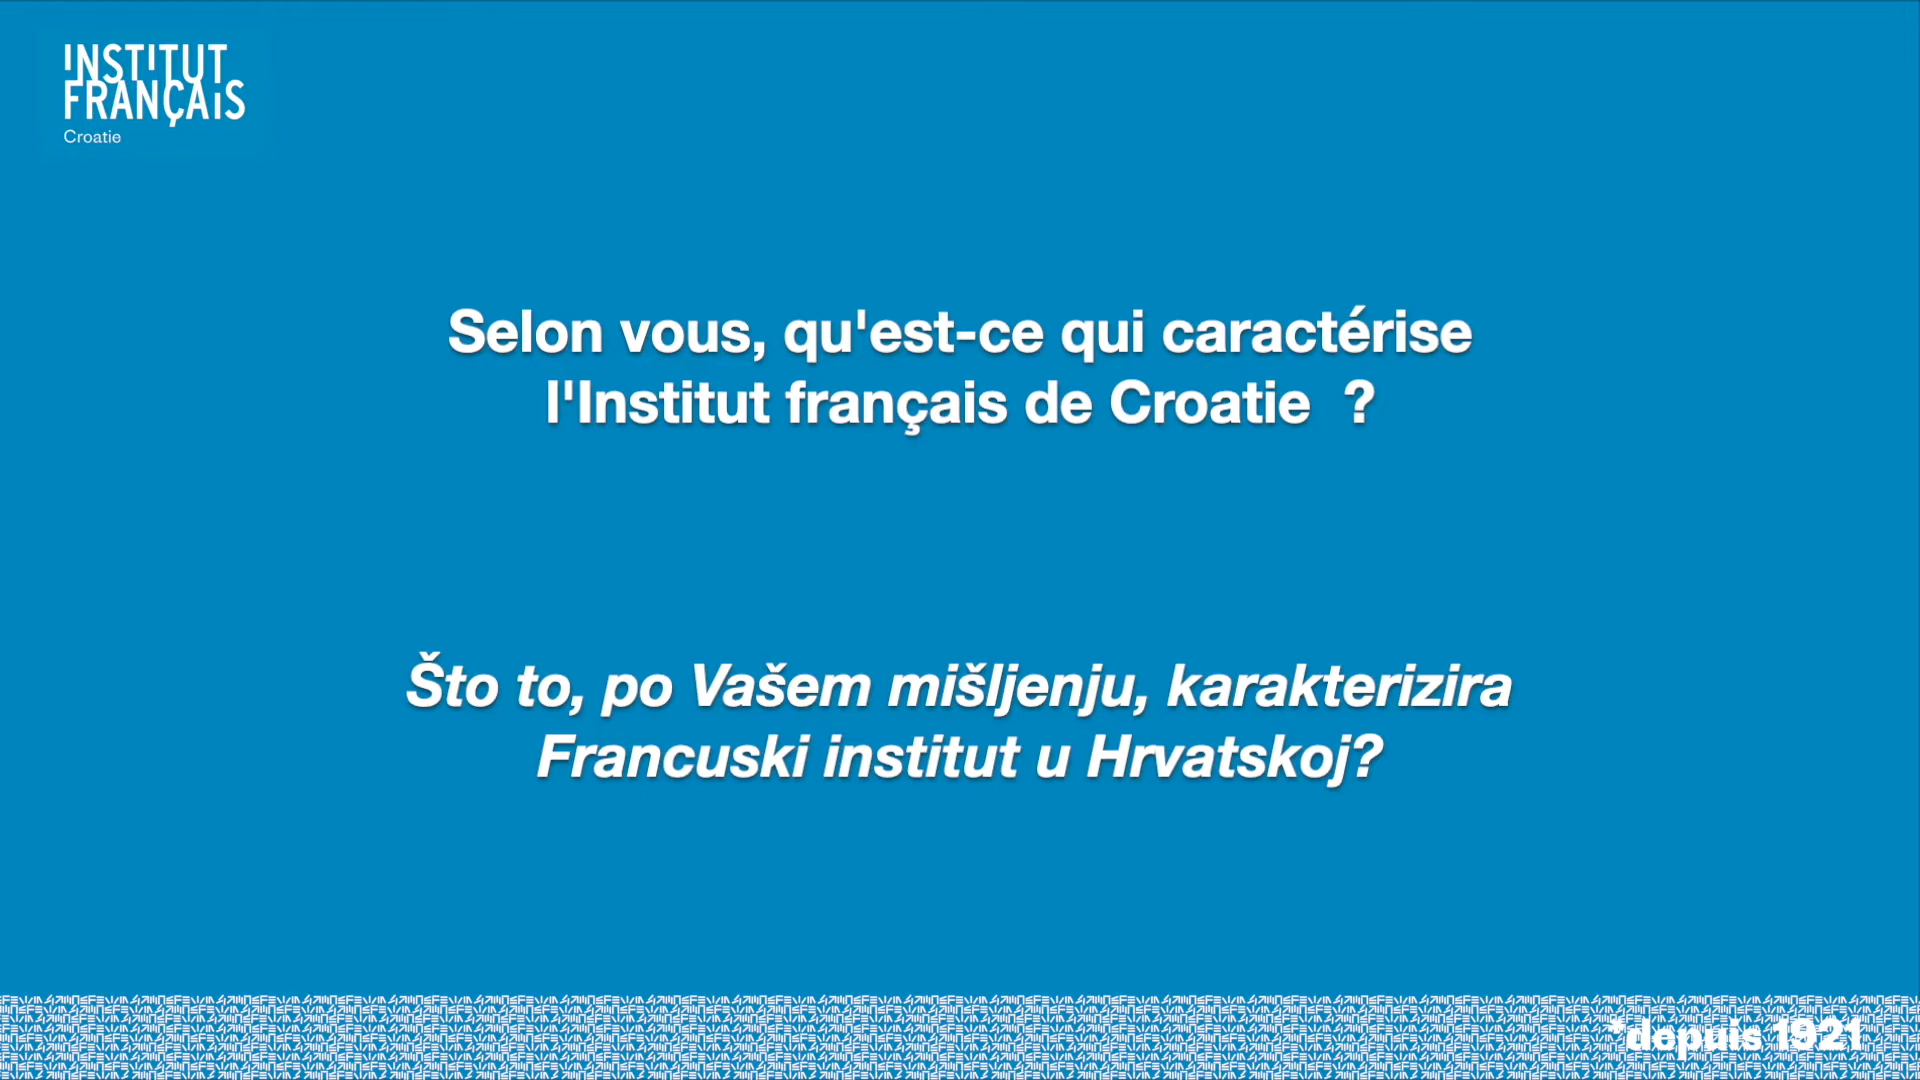 INSTITUT
FRANÇAIS
Croatie
Selon vous, qu'est-ce qui caractérise
l'Institut français de Croatie  ?
Što to, po Vašem mišljenju, karakterizira
Francuski institut u Hrvatskoj?
*depuis 1921